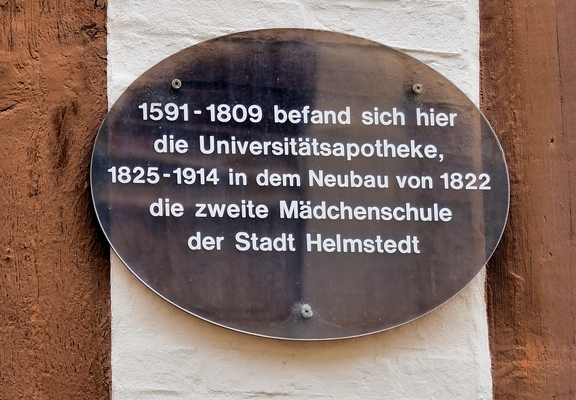 1591-1809 befand sich hier
die Universitätsapotheke,
1825-1914 in dem Neubau von 1822
die zweite Mädchenschule
der Stadt Helmstedt